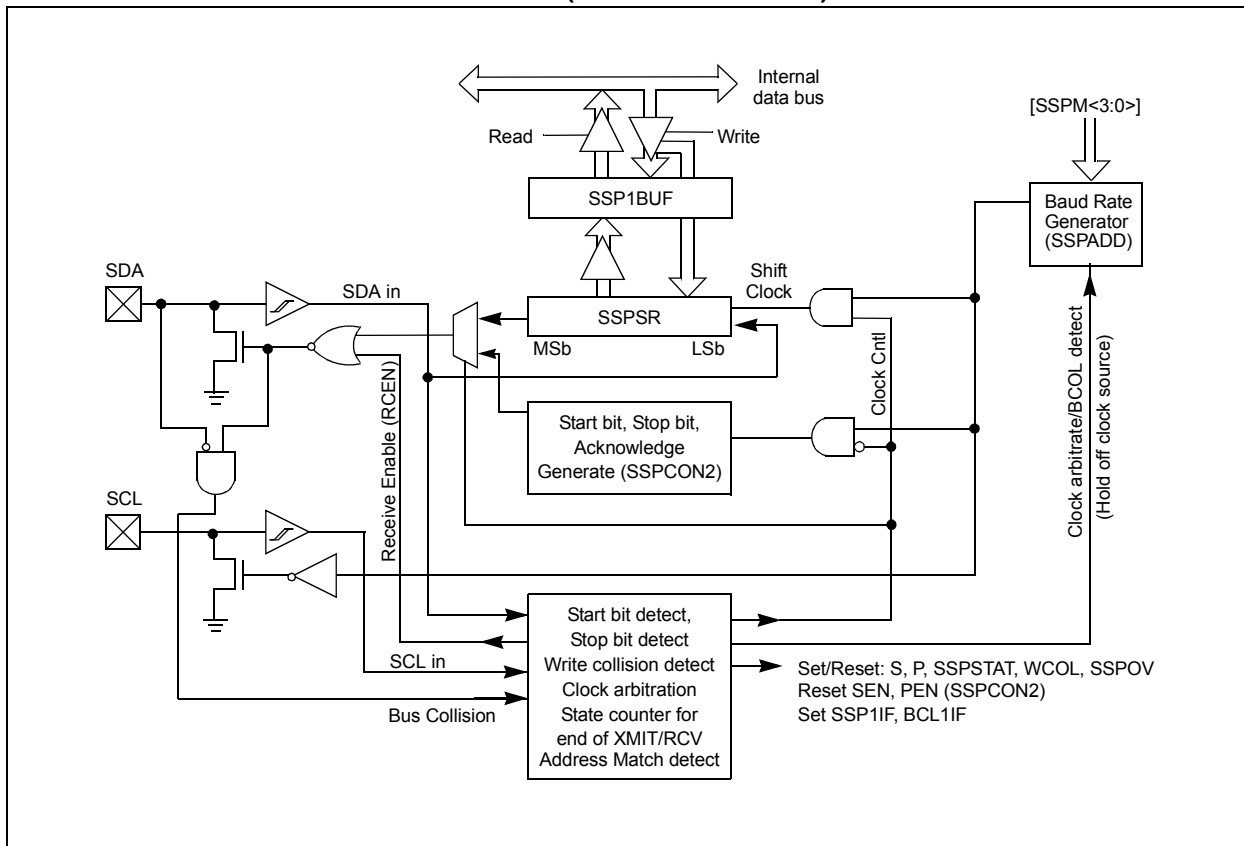 Internal
data bus
[SSPM<3:0>]
Read
Write
SSP1BUF
Baud Rate
Generator
(SSPADD)
SDA
SDA in
Shift
Clock
SSPSR
MSb
LSb
Receive Enable (RCEN)
Clock Cntl
Clock arbitrate/BCOL detect
(Hold off clock source)
Start bit, Stop bit,
Acknowledge
Generate (SSPCON2)
SCL
SCL in
Bus Collision
Start bit detect,
Stop bit detect
Write collision detect
Clock arbitration
State counter for
end of XMIT/RCV
Address Match detect
Set/Reset: S, P, SSPSTAT, WCOL, SSPOV
Reset SEN, PEN (SSPCON2)
Set SSP1IF, BCL1IF